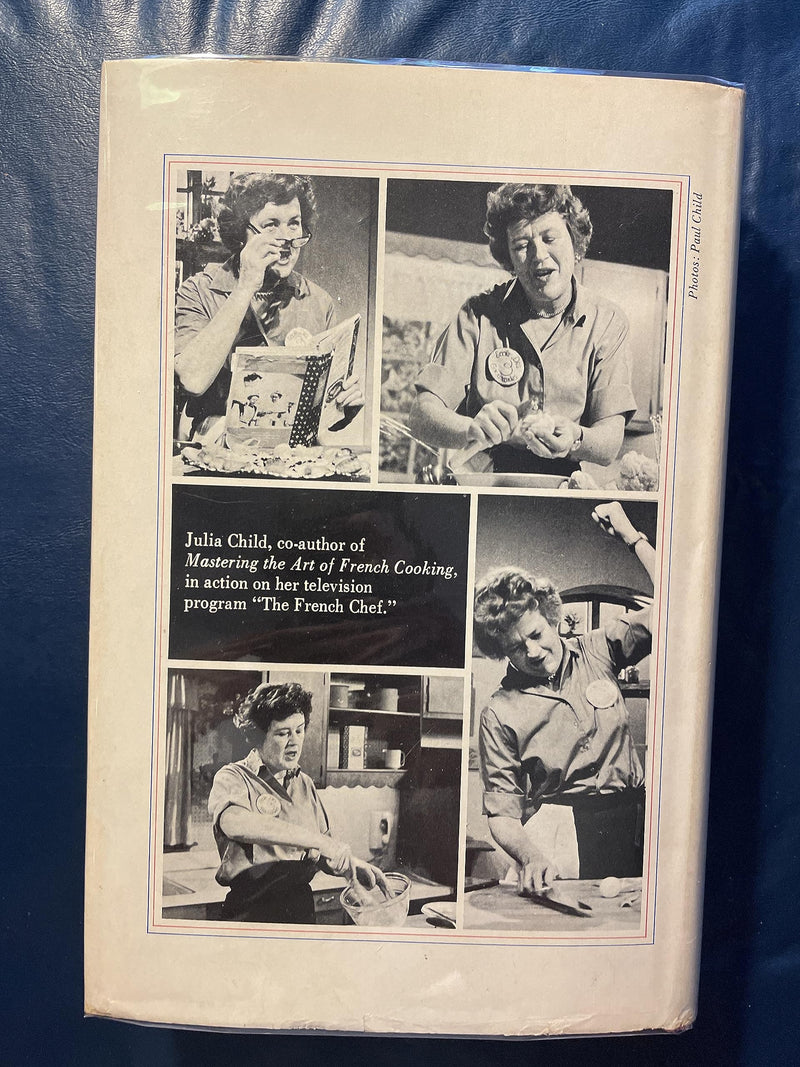 Photos: Paul Child
Julia Child, co-author of
Mastering the Art of French Cooking,
in action on her television
program “The French Chef.”